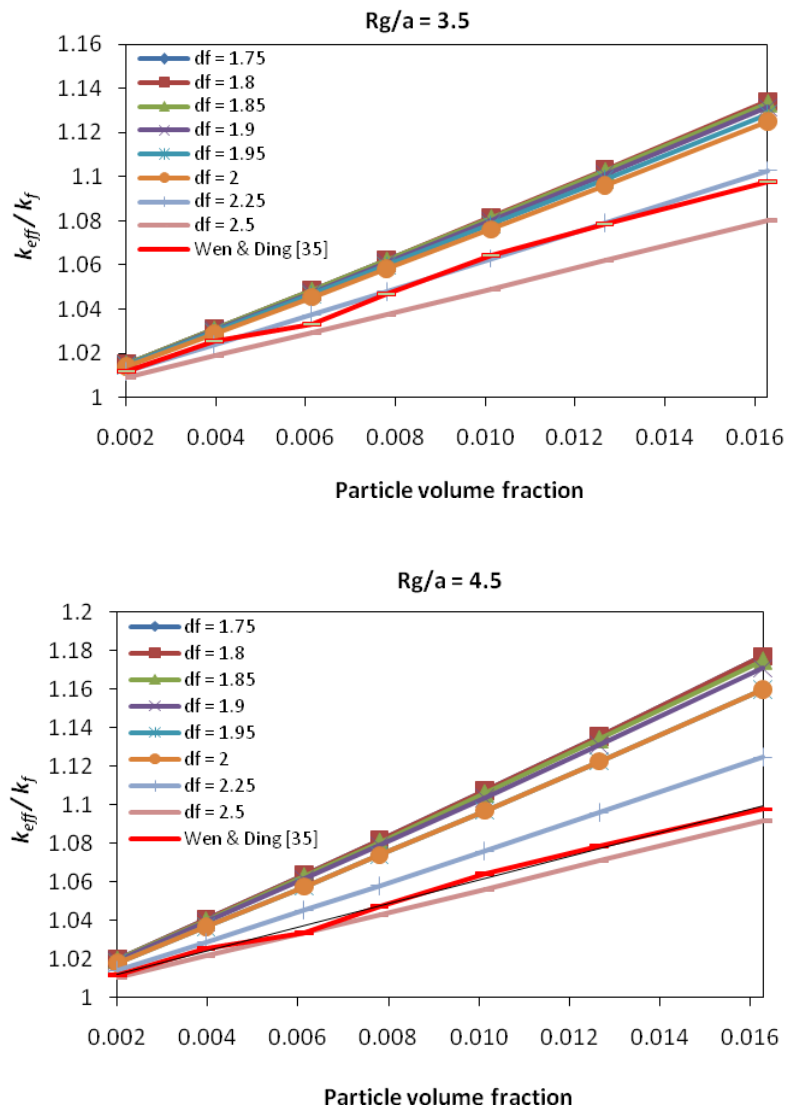 Rg/a = 3.5
1.16
1.14
1.12
1.1
1.08
1.06
1.04
1.02
1
keff/kf
df = 1.75
df = 1.8
df = 1.85
df = 1.9
df = 1.95
df = 2
df = 2.25
df = 2.5
Wen & Ding [35]
0.002 0.004 0.006 0.008 0.010 0.012 0.014 0.016
Particle volume fraction
Rg/a = 4.5
1.2
1.18
1.16
1.14
1.12
1.1
1.08
1.06
1.04
1.02
1
keff/kf
df = 1.75
df = 1.8
df = 1.85
df = 1.9
df = 1.95
df = 2
df = 2.25
df = 2.5
Wen & Ding [35]
0.002 0.004 0.006 0.008 0.010 0.012 0.014 0.016
Particle volume fraction